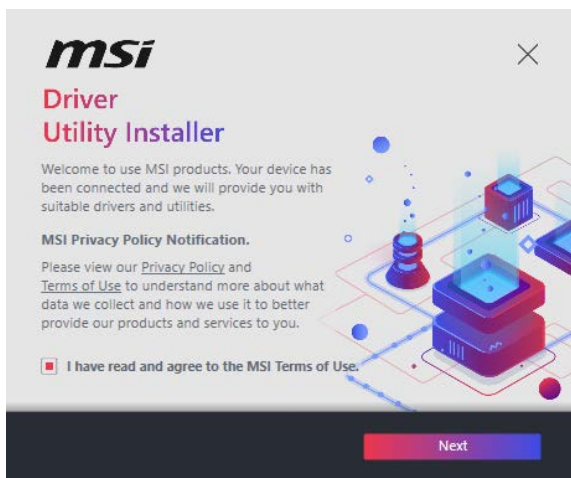 msi
Driver
Utility Installer
Welcome to use MSI products. Your device has
been connected and we will provide you with
suitable drivers and utilities.
MSI Privacy Policy Notification.
Please view our Privacy Policy and
Terms of Use to understand more about what
data we collect and how we use it to better
provide our products and services to you.
I have read and agree to the MSI Terms of Use.
Next